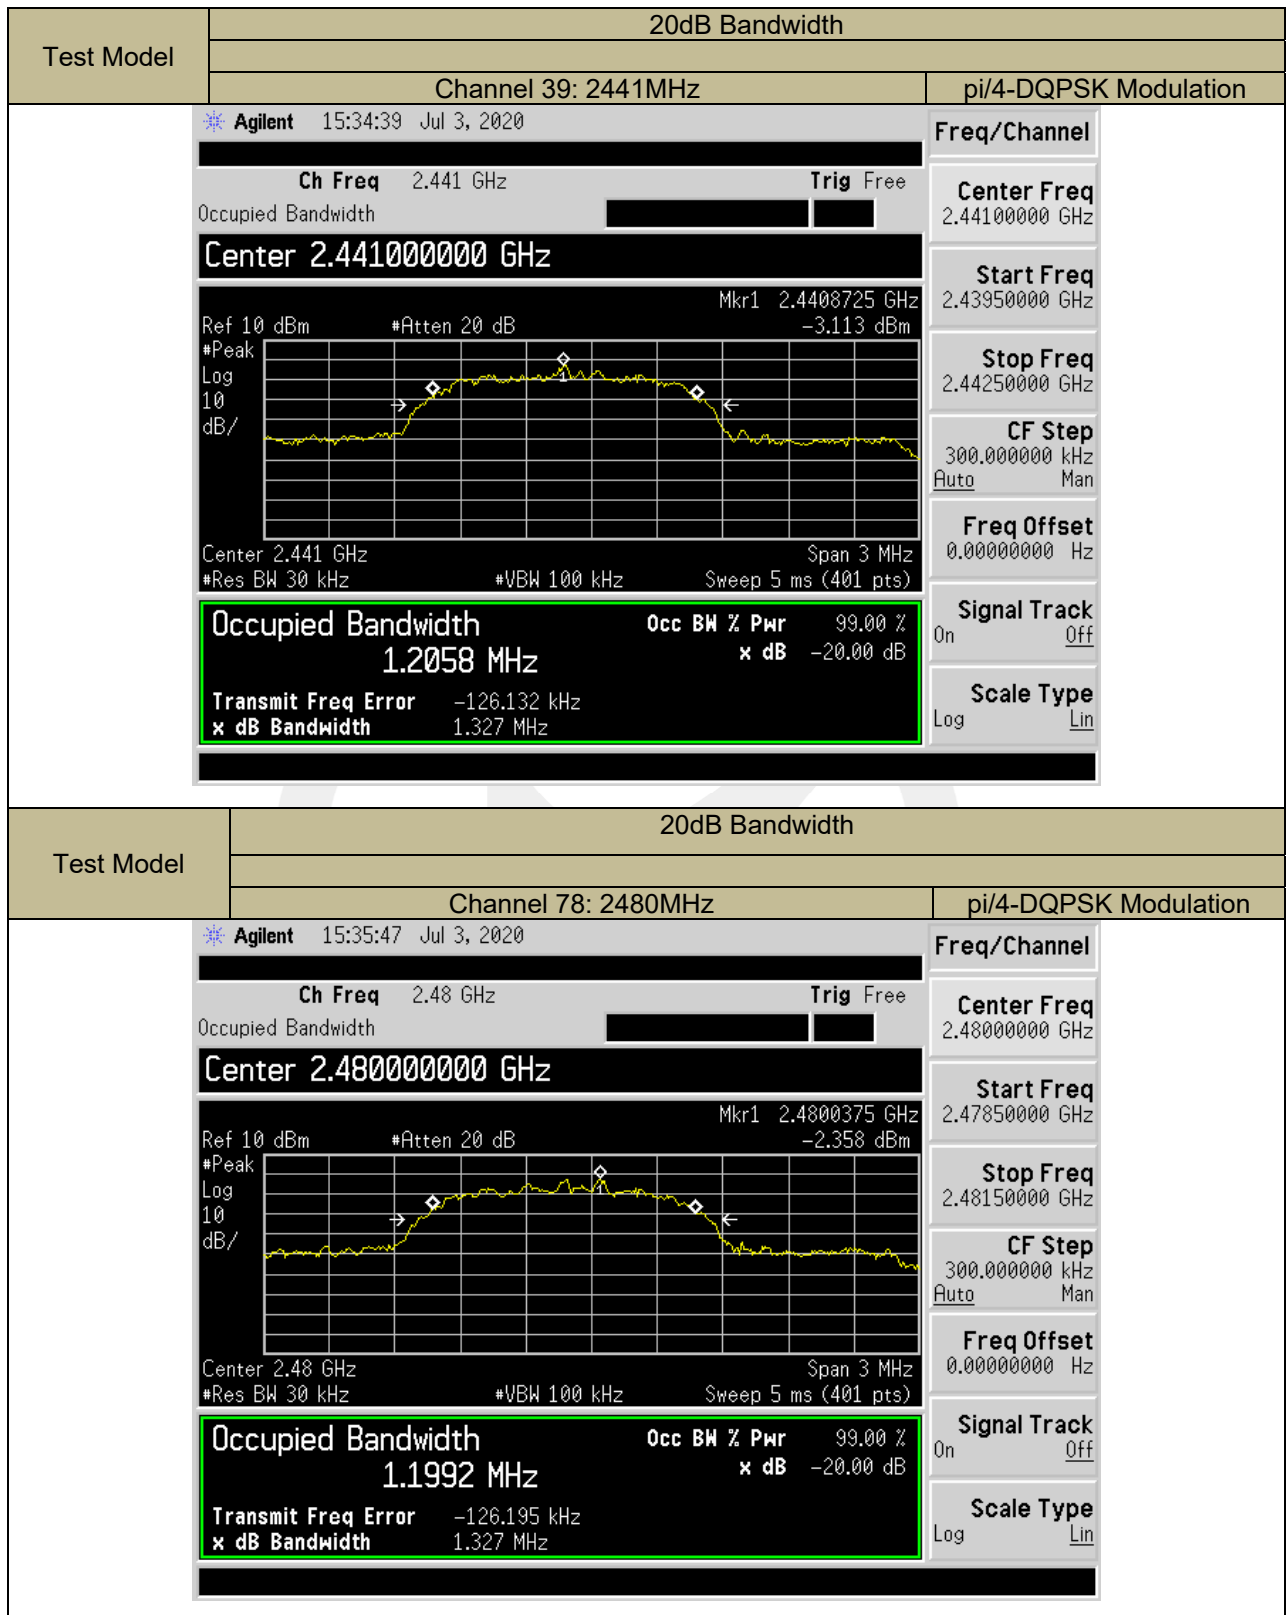 Test Model
20dB Bandwidth
Channel 39: 2441MHz
pi/4-DQPSK Modulation
Agilent 15:34:39 Jul 3, 2020
Freq/Channel
Ch Freq 2.441 GHz Trig Free
Occupied Bandwidth
Center 2.441000000 GHz
Mkr1 2.4408725 GHz
Ref 10 dBm #Atten 20 dB -3.113 dBm
#Peak
Log
10
dB/
1
Center 2.441 GHz Span 3 MHz
#Res BW 30 kHz #VBW 100 kHz Sweep 5 ms (401 pts)
Occupied Bandwidth Occ BW % Pwr 99.00 %
1.2058 MHz x dB -20.00 dB
Transmit Freq Error -126.132 kHz
x dB Bandwidth 1.327 MHz
Center Freq
2.44100000 GHz
Start Freq
2.43950000 GHz
Stop Freq
2.44250000 GHz
CF Step
300.000000 kHz
Auto Man
Freq Offset
0.00000000 Hz
Signal Track
On Off
Scale Type
Log Lin
Test Model
20dB Bandwidth
Channel 78: 2480MHz
pi/4-DQPSK Modulation
Agilent 15:35:47 Jul 3, 2020
Freq/Channel
Ch Freq 2.48 GHz Trig Free
Occupied Bandwidth
Center 2.480000000 GHz
Mkr1 2.4800375 GHz
Ref 10 dBm #Atten 20 dB -2.358 dBm
#Peak
Log
10
dB/
1
Center 2.48 GHz Span 3 MHz
#Res BW 30 kHz #VBW 100 kHz Sweep 5 ms (401 pts)
Occupied Bandwidth Occ BW % Pwr 99.00 %
1.1992 MHz x dB -20.00 dB
Transmit Freq Error -126.195 kHz
x dB Bandwidth 1.327 MHz
Center Freq
2.48000000 GHz
Start Freq
2.47850000 GHz
Stop Freq
2.48150000 GHz
CF Step
300.000000 kHz
Auto Man
Freq Offset
0.00000000 Hz
Signal Track
On Off
Scale Type
Log Lin